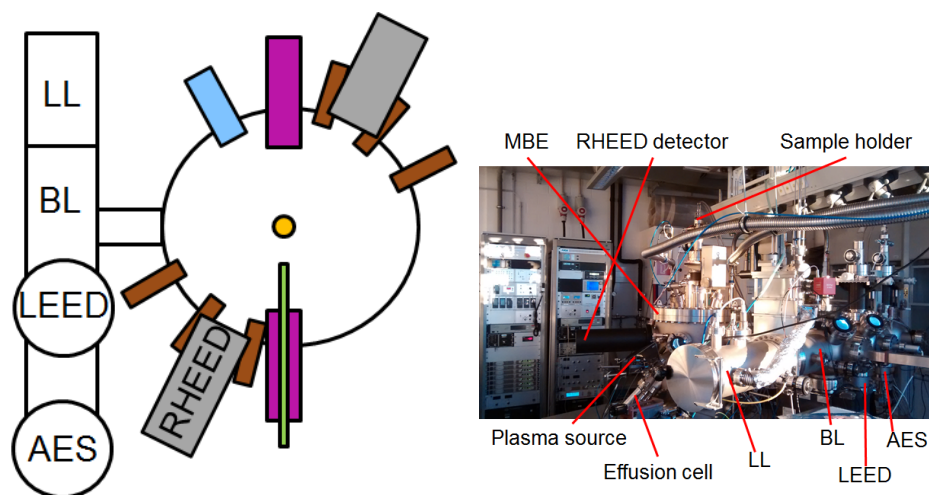 LL
BL
LEED
AES
RHEED
MBE
RHEED detector
Sample holder
Plasma source
Effusion cell
LL
BL
LEED
AES